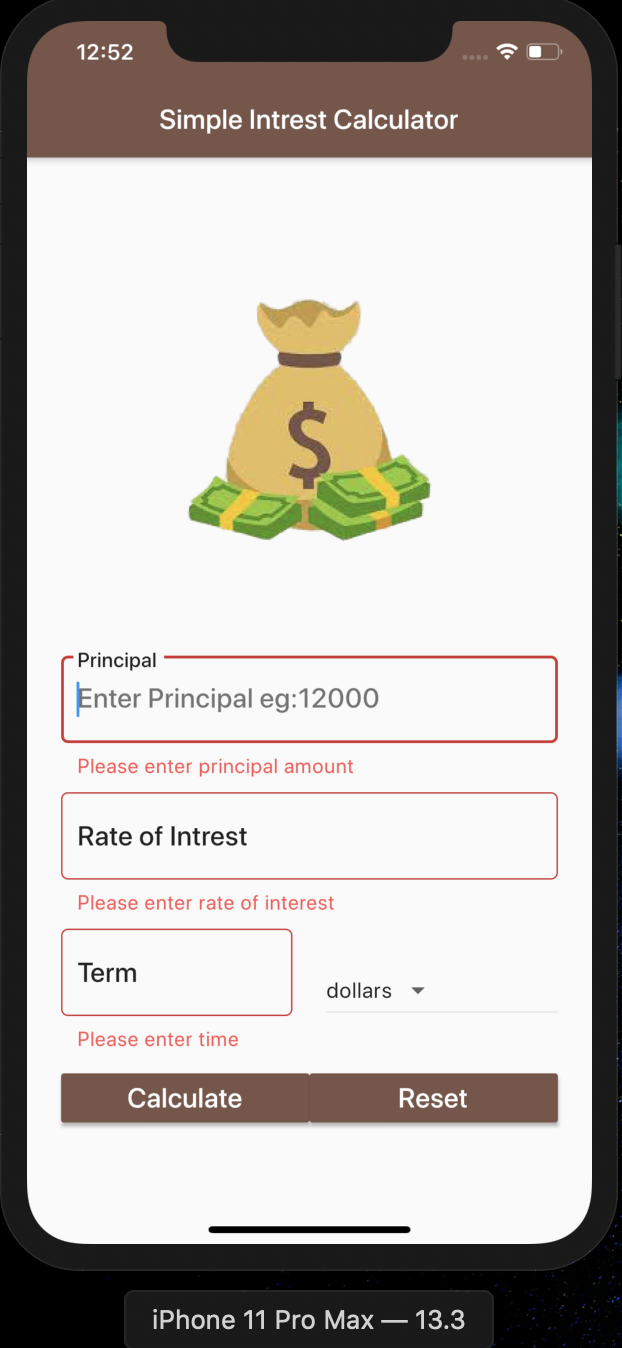 12:52
Simple Intrest Calculator
$
Principal
Enter Principal eg:12000
Please enter principal amount
Rate of Intrest
Please enter rate of interest
Term
dollars
Please enter time
Calculate
Reset
iPhone 11 Pro Max — 13.3